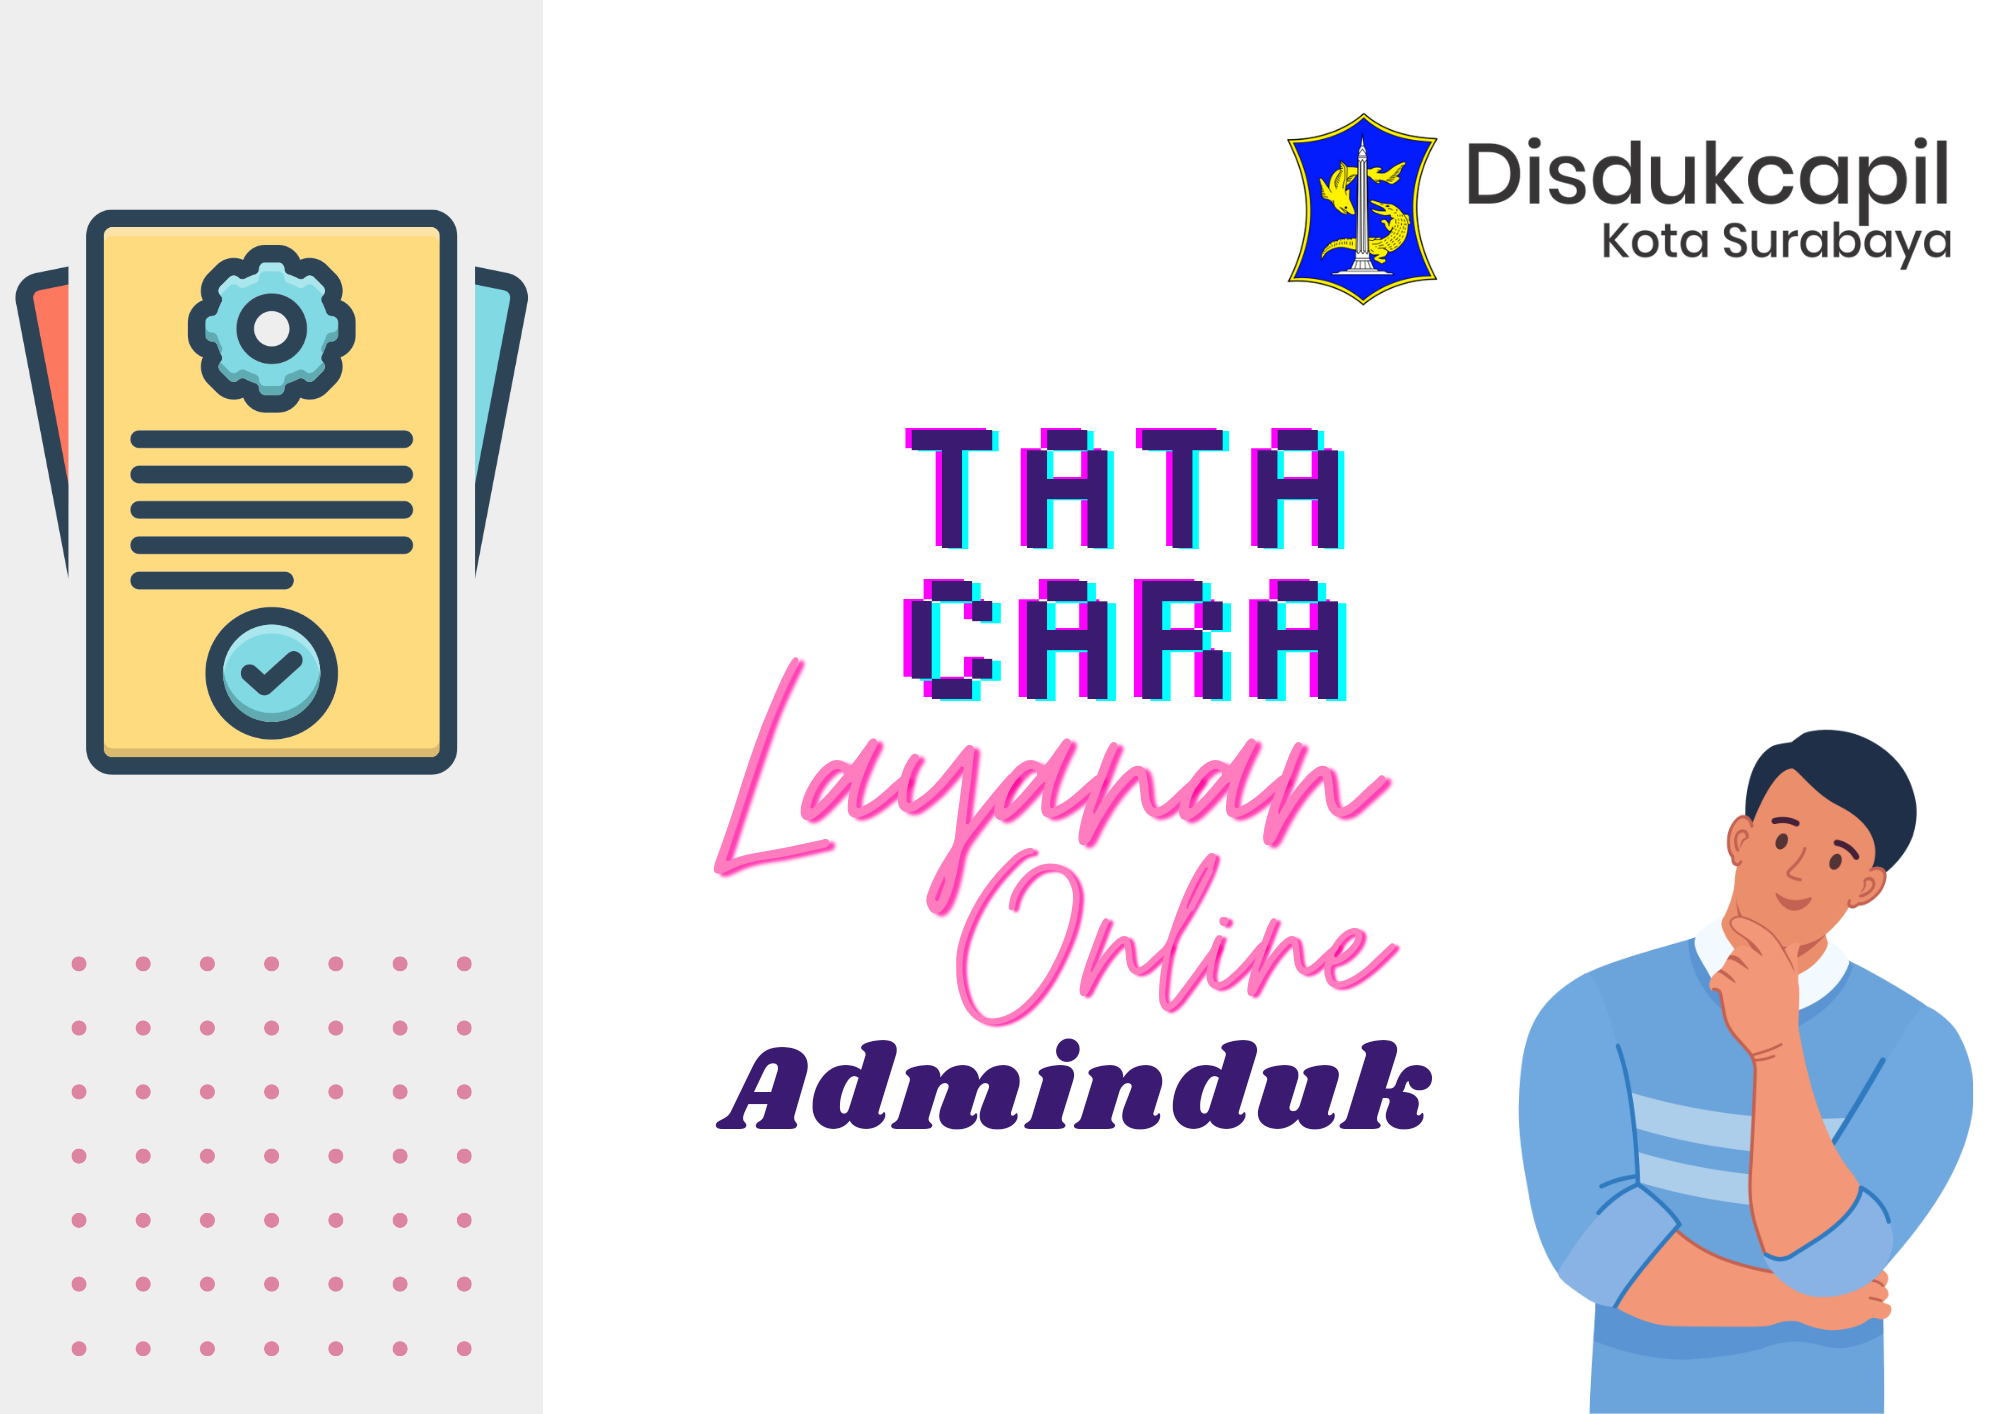 Disdukcapil
Kota Surabaya
TATA
CARA
Layanan
Online
Adminduk